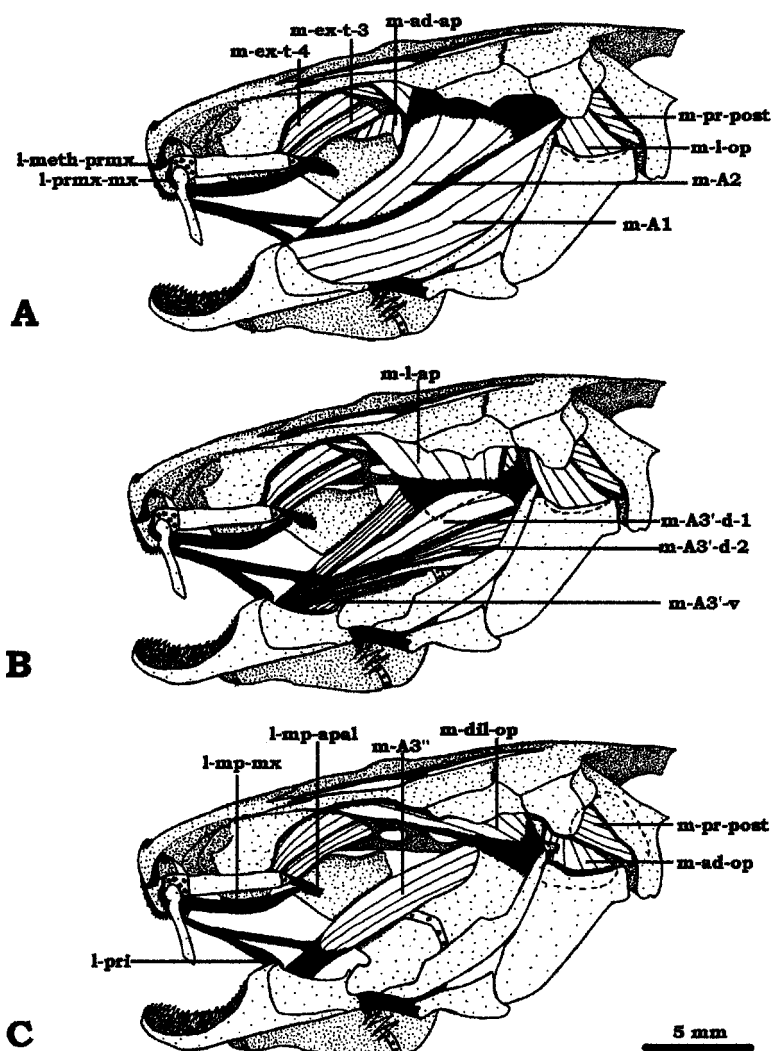 m-ad-ap
m-ex-t-3
m-ex-t-4
m-pr-post
l-meth-prmx
m-l-op
l-prmx-mx
m-A2
m-A1
A
m-l-ap
m-A3'-d-1
m-A3'-d-2
m-A3'-v
B
l-mp-apal
m-dil-op
m-A3''
l-mp-mx
m-pr-post
m-ad-op
l-pri
C
5 mm